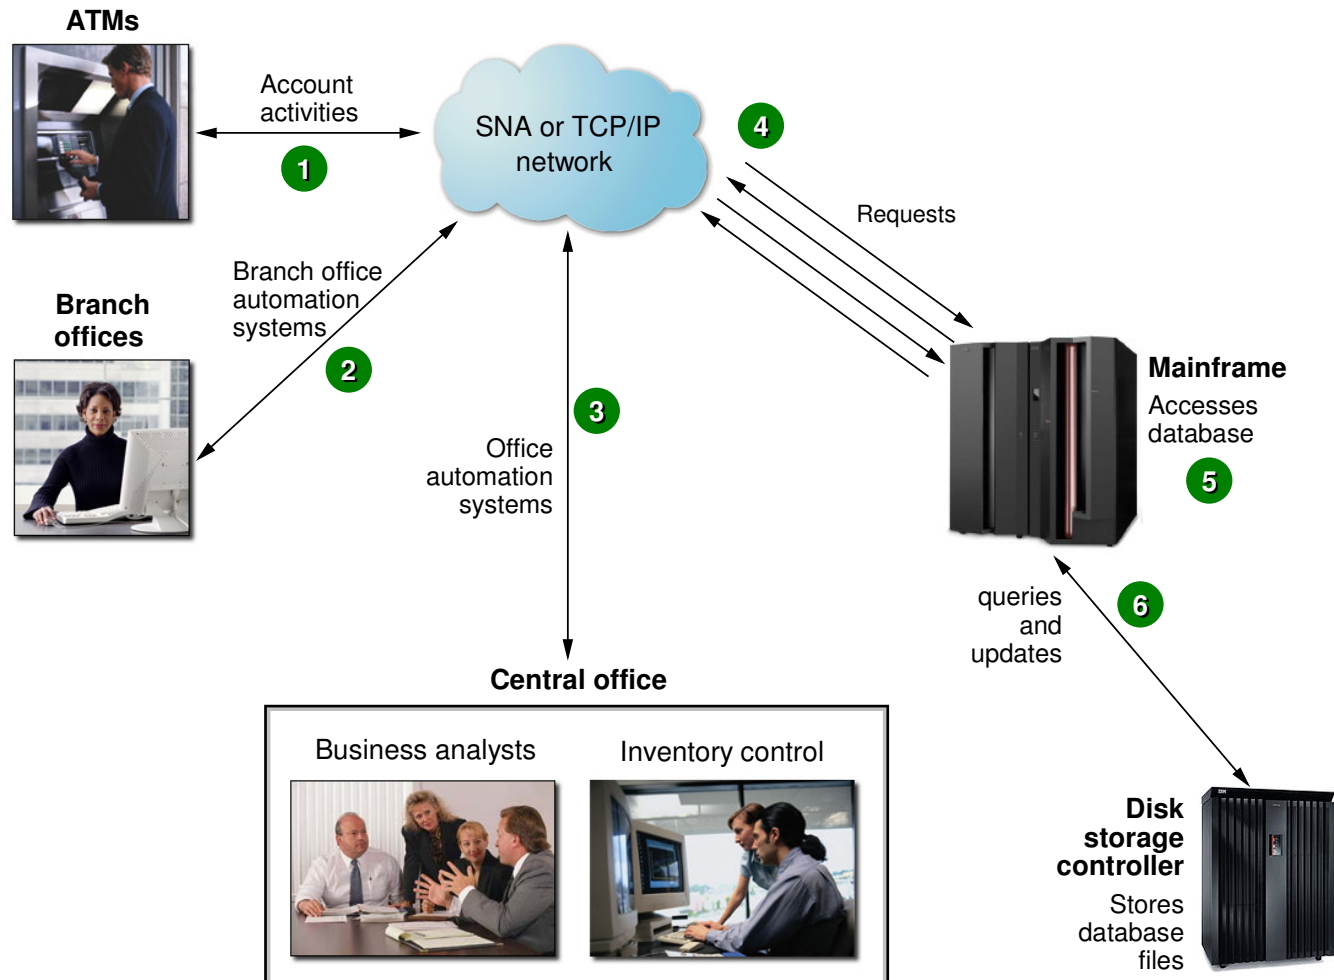 ATMs
Account
activities
1
SNA or TCP/IP
network
4
Requests
Branch office
automation
systems
2
Branch
offices
3
Office
automation
systems
Mainframe
Accesses
database
5
queries
and
updates
6
Central office
Business analysts
Inventory control
Disk
storage
controller
Stores
database
files
IBM